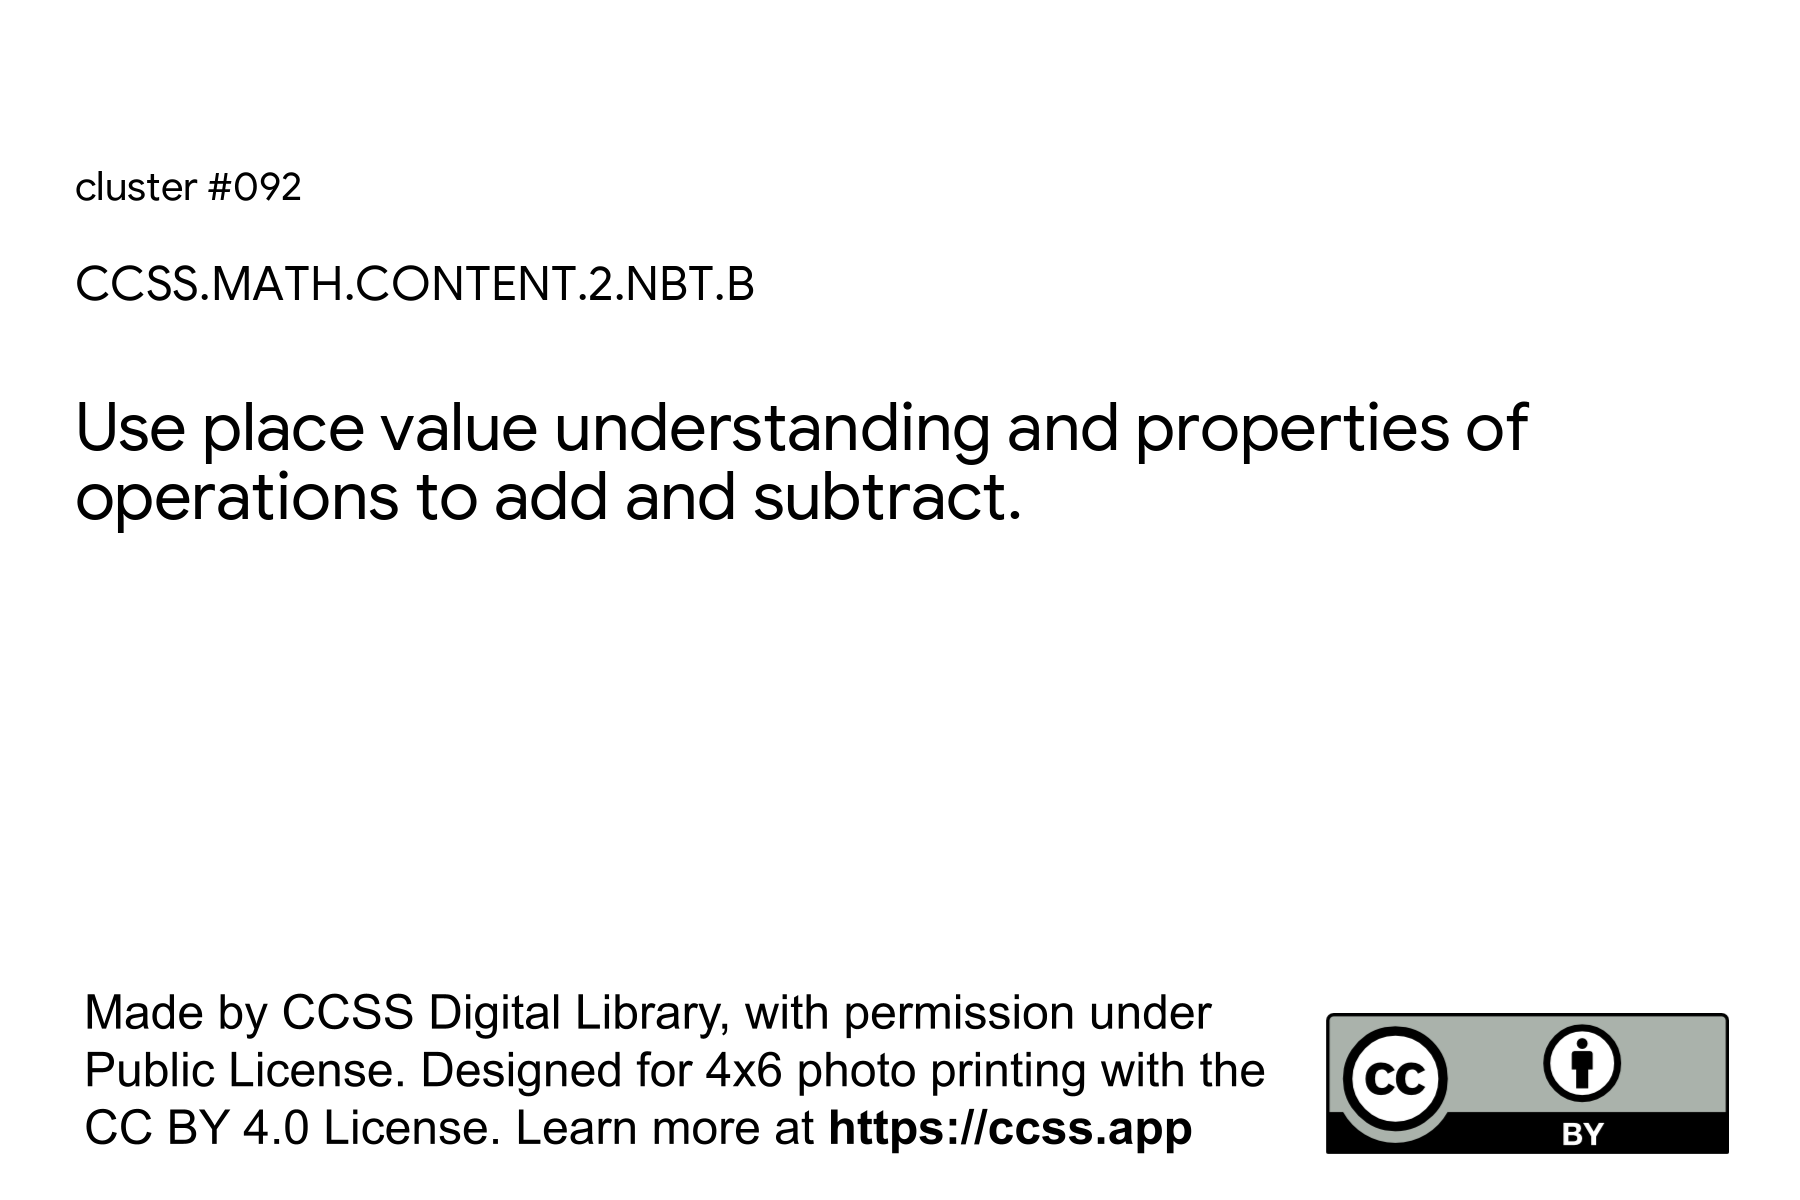 cluster #092
CCSS.MATH.CONTENT.2.NBT.B
Use place value understanding and properties of
operations to add and subtract.
Made by CCSS Digital Library, with permission under
Public License. Designed for 4x6 photo printing with the
CC BY 4.0 License. Learn more at https://ccss.app
CC
BY